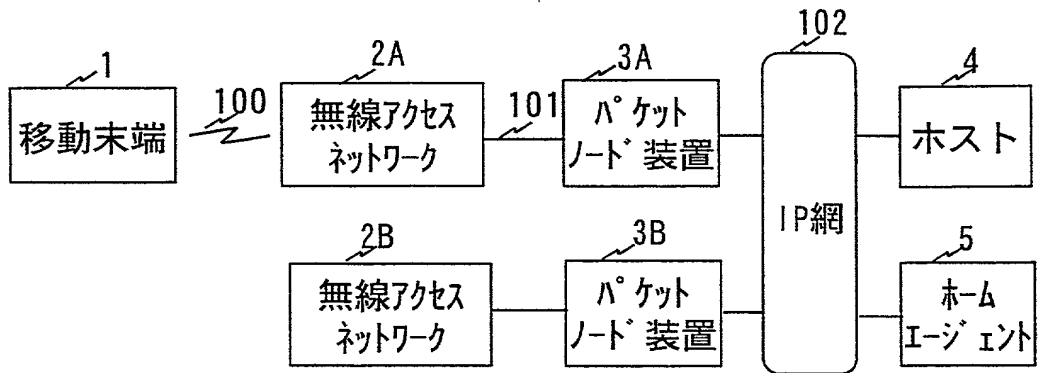 102
1
2A
3A
4
100
101
移動末端
無線アクセス
ネットワーク
パケット
ノード装置
ホスト
IP網
2B
3B
5
無線アクセス
ネットワーク
パケット
ノード装置
ホーム
エージェント